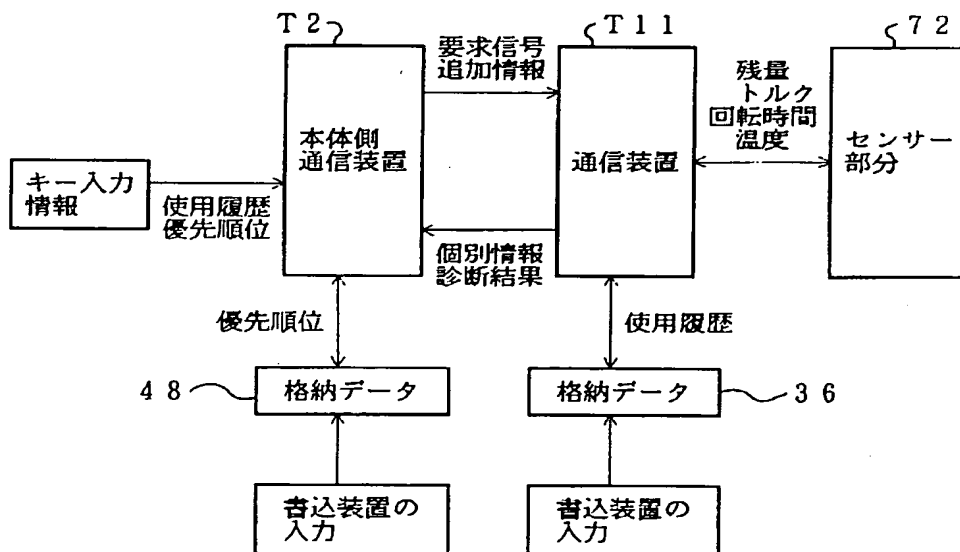 Ｔ２
Ｔ１１
７２
要求信号
追加情報
残量
トルク
回転時間
温度
本体側
通信装置
通信装置
センサー
部分
キー入力
情報
使用履歴
優先順位
個別情報
診断結果
優先順位
使用履歴
４８
格納データ
格納データ
３６
書込装置の
入力
書込装置の
入力